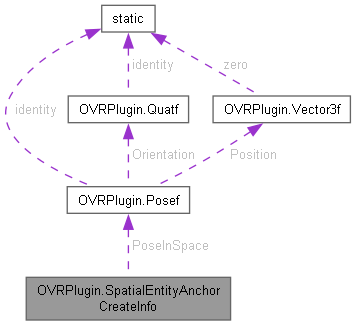 static
identity
zero
OVRPlugin.Quatf
OVRPlugin.Vector3f
identity
Orientation
Position
OVRPlugin.Posef
PoseInSpace
OVRPlugin.SpatialEntityAnchor
CreateInfo